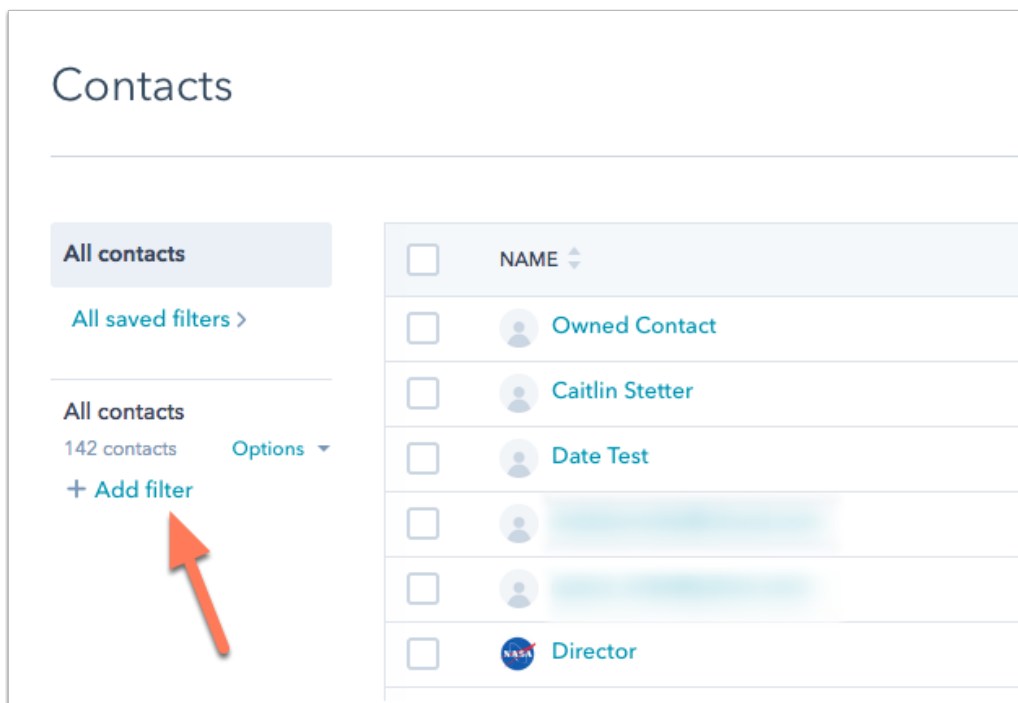 Contacts
All contacts
All saved filters
All contacts
142 contacts Options
+ Add filter
NAME
Owned Contact
Caitlin Stetter
Date Test
NASA
Director